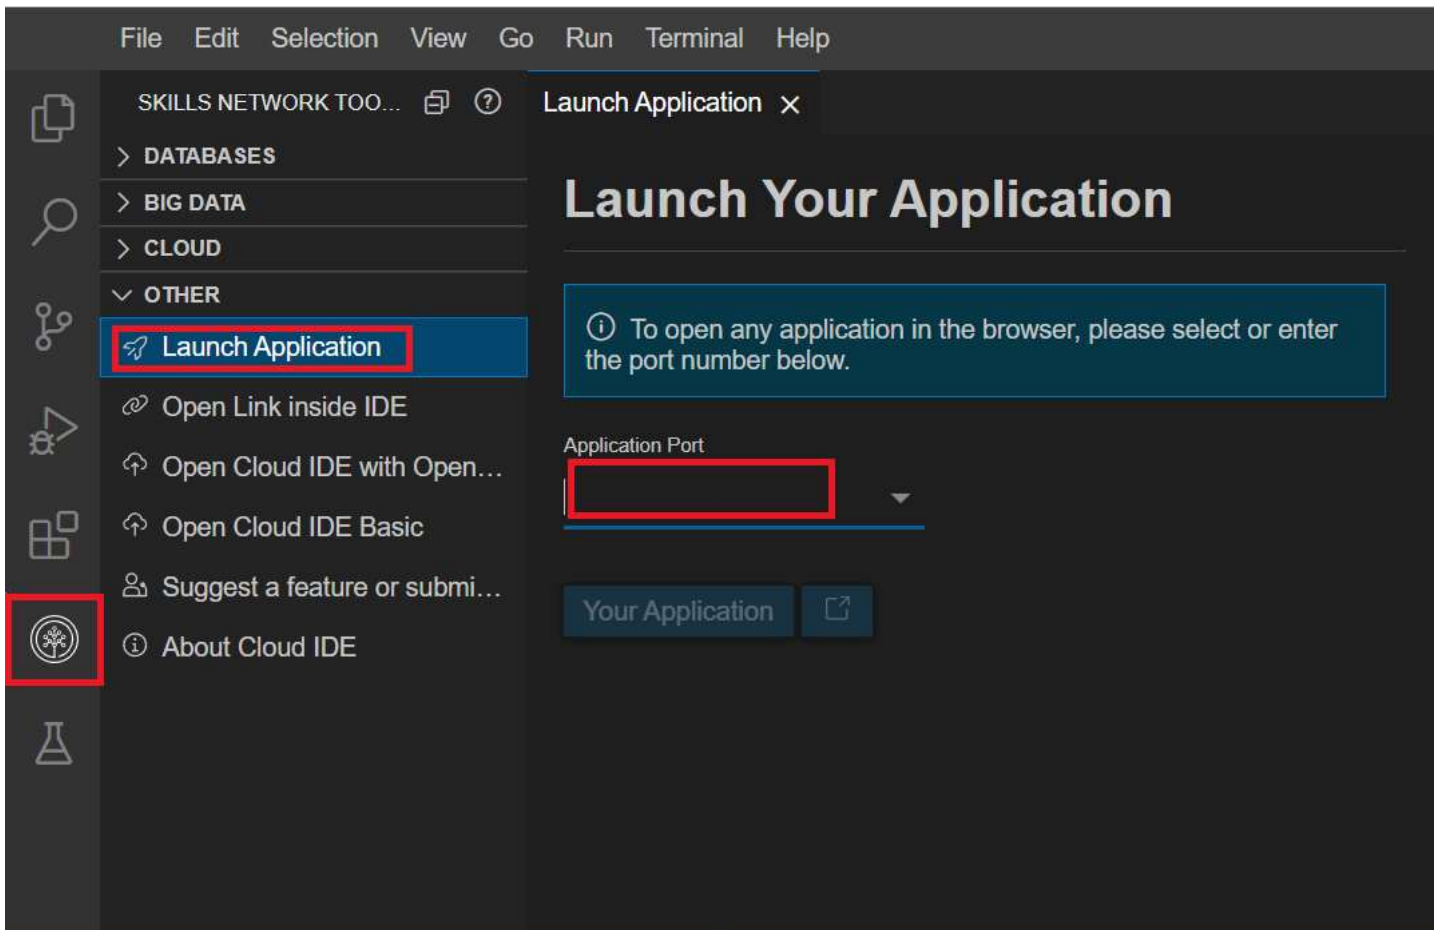 File Edit Selection View Go Run Terminal Help
SKILLS NETWORK TOO...
DATABASES
BIG DATA
CLOUD
OTHER
Launch Application
Open Link inside IDE
Open Cloud IDE with Open...
Open Cloud IDE Basic
Suggest a feature or submi...
About Cloud IDE
Launch Application
Launch Your Application
To open any application in the browser, please select or enter
the port number below.
Application Port
Your Application